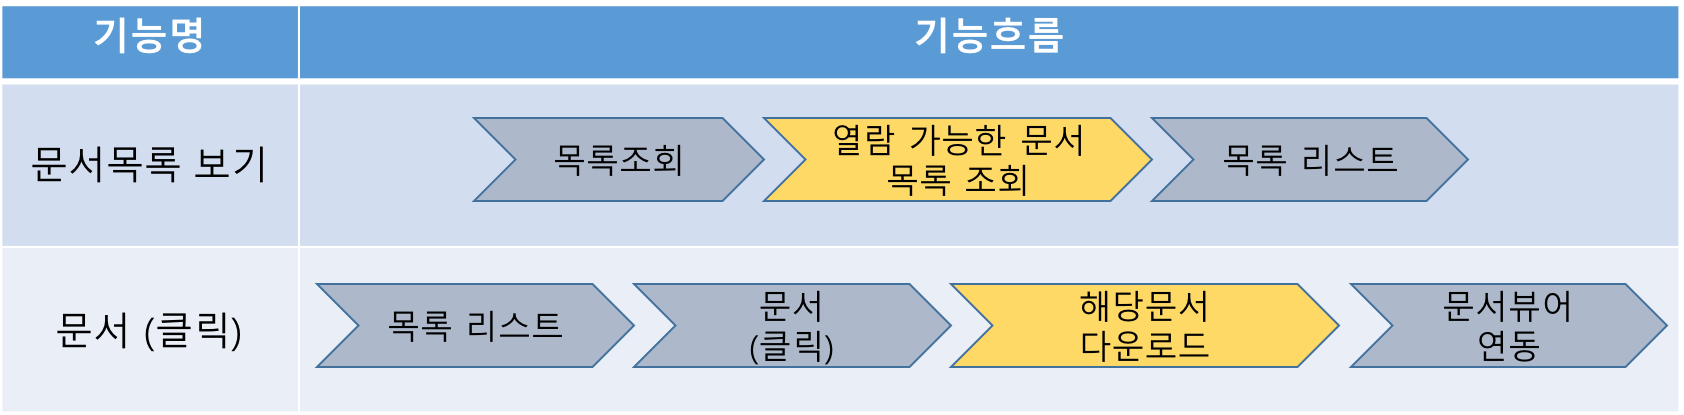 기능명
기능흐름
문서목록 보기
목록조회
열람 가능한 문서
목록 조회
목록 리스트
문서 (클릭)
목록 리스트
문서
(클릭)
해당문서
다운로드
문서뷰어
연동